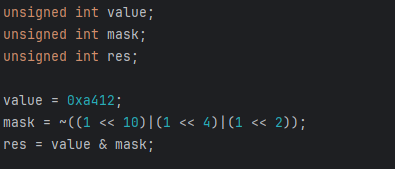 unsigned int value;
unsigned int mask;
unsigned int res;
value = 0xa412;
mask = ~((1 << 10)|(1 << 4)|(1 << 2));
res = value & mask;